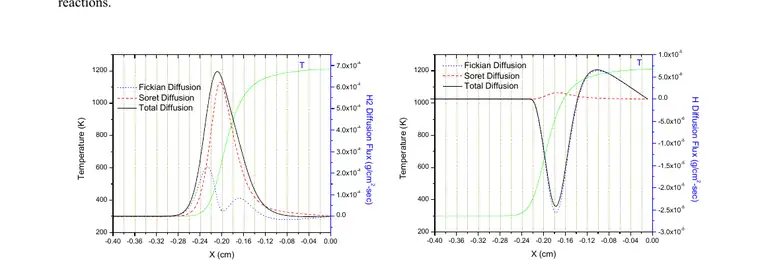 reactions.
T
Fickian Diffusion
Soret Diffusion
Total Diffusion
1200
1000
800
600
400
200
Temperature (K)
7.0x10-4
6.0x10-4
5.0x10-4
4.0x10-4
3.0x10-4
2.0x10-4
1.0x10-4
0.0
H2 Diffusion Flux (g/cm2-sec)
-0.40 -0.36 -0.32 -0.28 -0.24 -0.20 -0.16 -0.12 -0.08 -0.04 0.00
X (cm)
T
Fickian Diffusion
Soret Diffusion
Total Diffusion
1200
1000
800
600
400
200
Temperature (K)
1.0x10-5
5.0x10-6
0.0
-5.0x10-6
-1.0x10-5
-1.5x10-5
-2.0x10-5
-2.5x10-5
-3.0x10-5
H Diffusion Flux (g/cm2-sec)
-0.40 -0.36 -0.32 -0.28 -0.24 -0.20 -0.16 -0.12 -0.08 -0.04 0.00
X (cm)